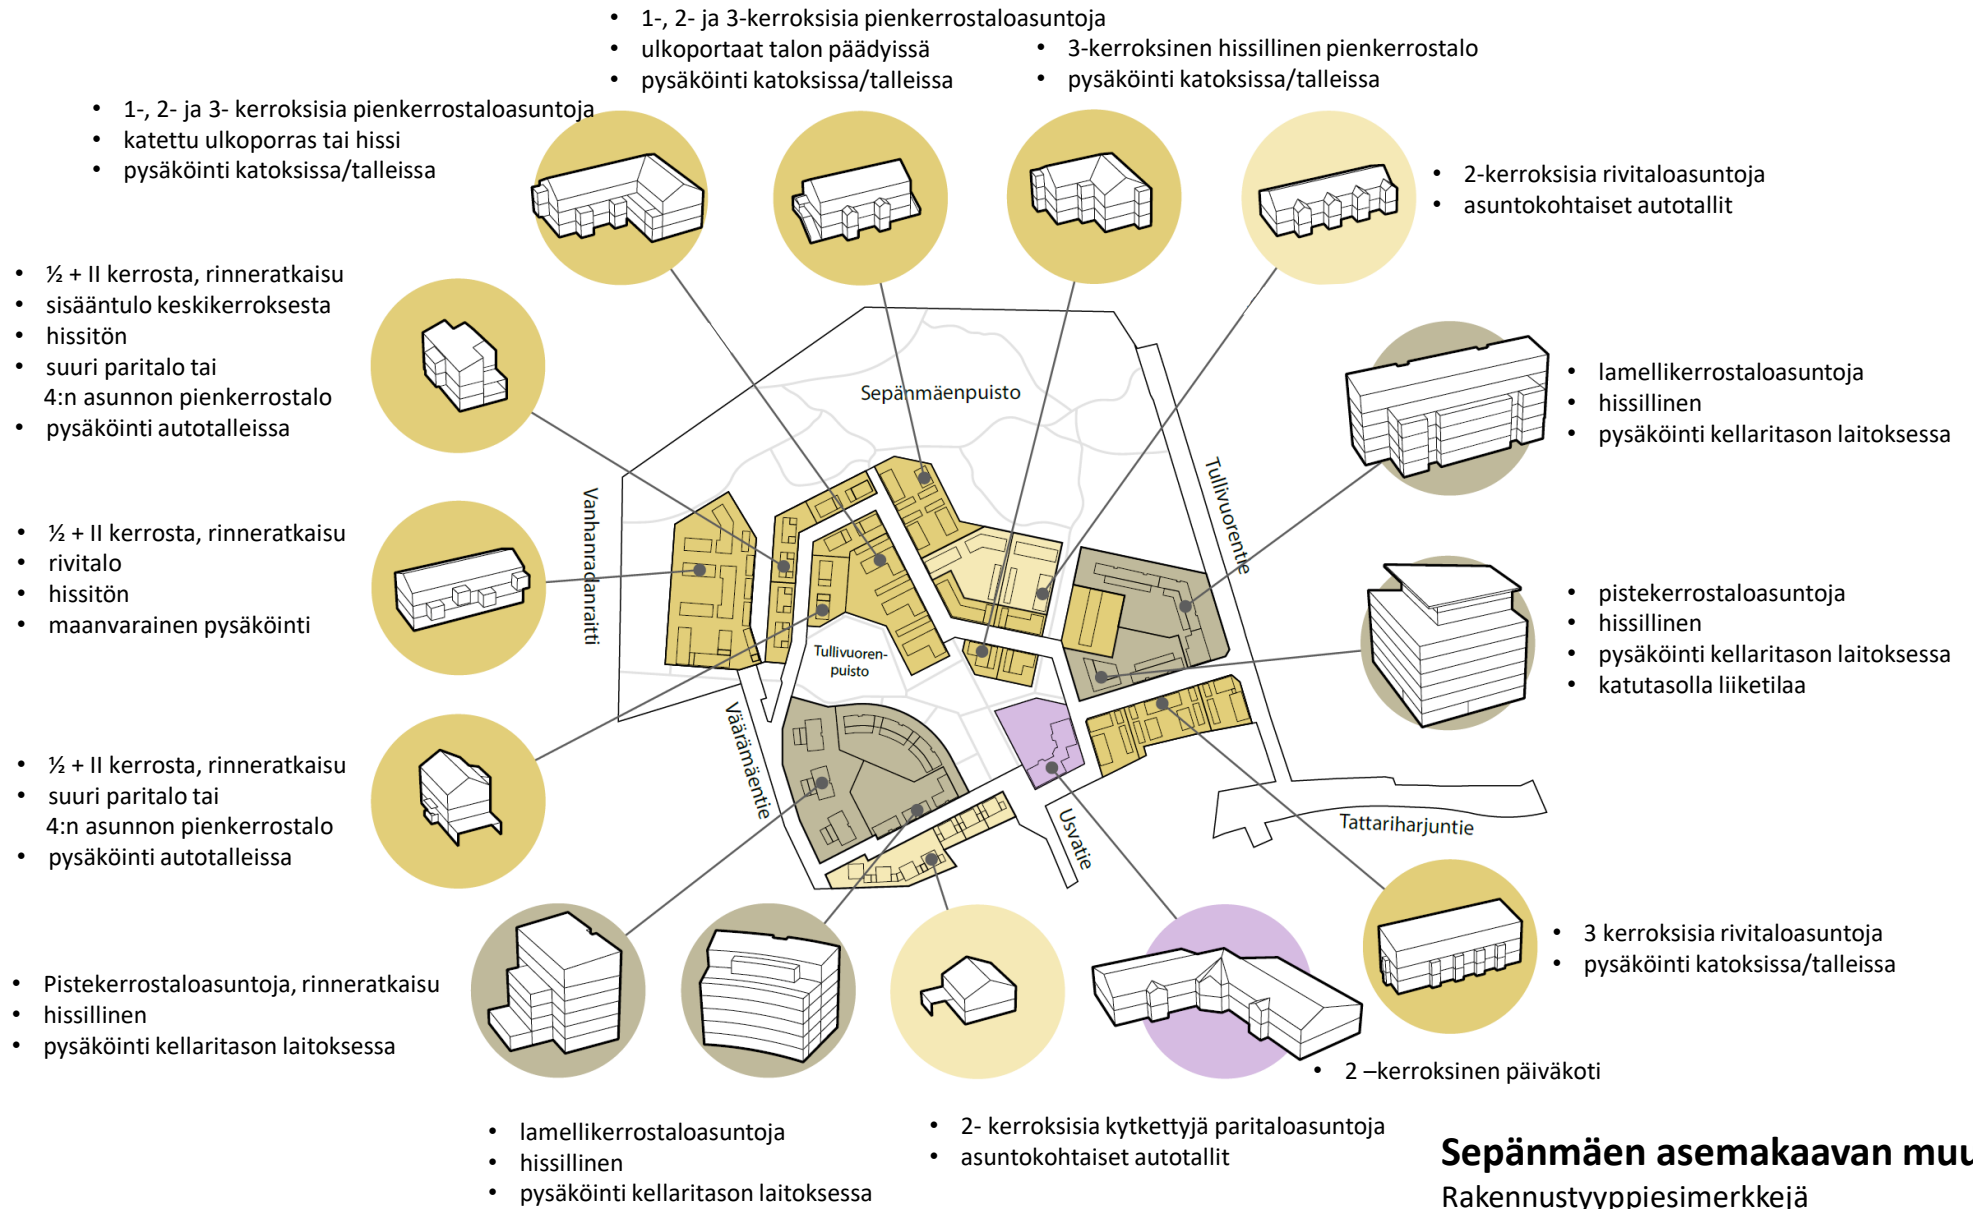 • 1-, 2- ja 3-kerroksisia pienkerrostaloasuntoja
• ulkoportaat talon päädyissä
• pysäköinti katoksissa/talleissa
• 3-kerroksinen hissillinen pienkerrostalo
• pysäköinti katoksissa/talleissa
• 1-, 2- ja 3- kerroksisia pienkerrostaloasuntoja
• katettu ulkoporras tai hissi
• pysäköinti katoksissa/talleissa
• 2-kerroksisia rivitaloasuntoja
• asuntokohtaiset autotallit
• ½ + II kerrosta, rinneratkaisu
• sisääntulo keskikerroksesta
• hissitön
• suuri paritalo tai
4:n asunnon pienkerrostalo
• pysäköinti autotalleissa
• lamellikerrostaloasuntoja
• hissillinen
• pysäköinti kellaritason laitoksessa
Sepänmäenpuisto
Tullivuorentie
Vanhanradanraitti
• ½ + II kerrosta, rinneratkaisu
• rivitalo
• hissitön
• maanvarainen pysäköinti
• pistekerrostaloasuntoja
• hissillinen
• pysäköinti kellaritason laitoksessa
• katutasolla liiketilaa
Tullivuoren-
puisto
Väärämäentie
• ½ + II kerrosta, rinneratkaisu
• suuri paritalo tai
4:n asunnon pienkerrostalo
• pysäköinti autotalleissa
Usvatie
Tattariharjuntie
• 3 kerroksisia rivitaloasuntoja
• pysäköinti katoksissa/talleissa
• Pistekerrostaloasuntoja, rinneratkaisu
• hissillinen
• pysäköinti kellaritason laitoksessa
• 2 –kerroksinen päiväkoti
• lamellikerrostaloasuntoja
• hissillinen
• pysäköinti kellaritason laitoksessa
• 2- kerroksisia kytkettyjä paritaloasuntoja
• asuntokohtaiset autotallit
Sepänmäen asemakaavan muu
Rakennustyyppiesimerkkejä